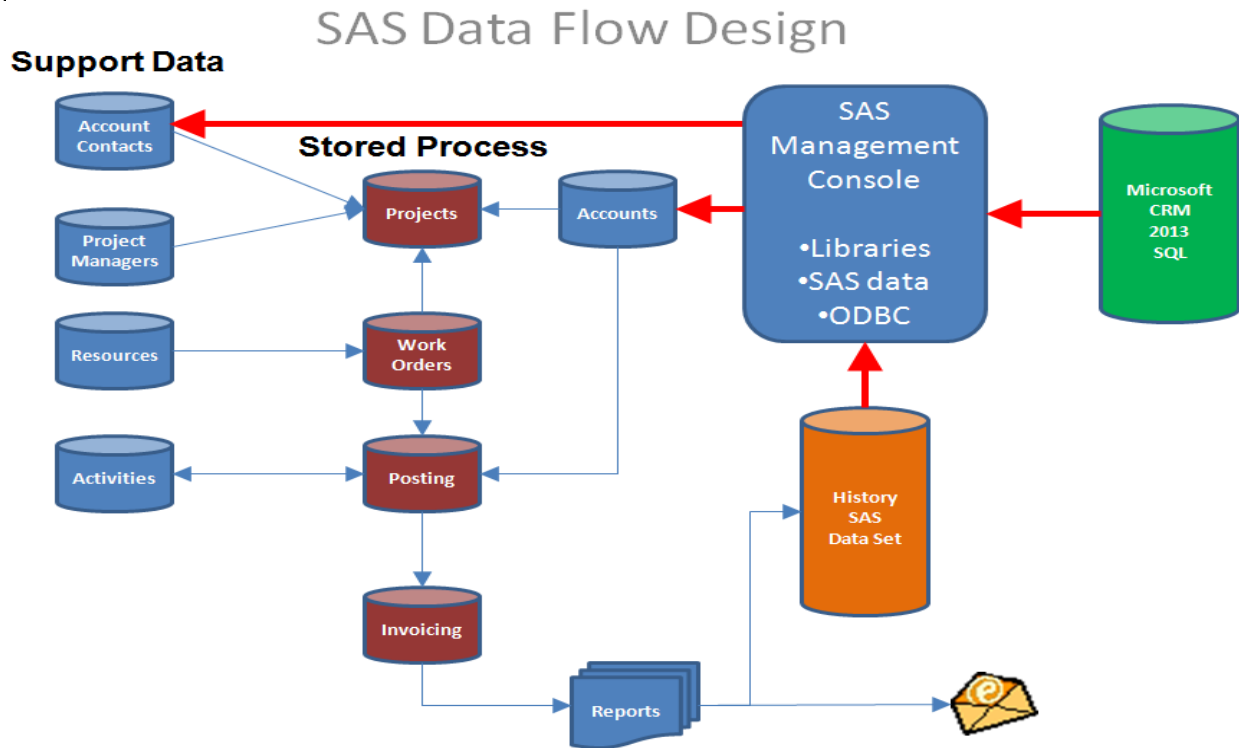 SAS Data Flow Design
Support Data
Account
Contacts
Stored Process
Projects
Accounts
SAS
Management
Console
•Libraries
•SAS data
•ODBC
Microsoft
CRM
2013
SQL
Project
Managers
Resources
Work
Orders
Activities
Posting
History
SAS
Data Set
Invoicing
Reports